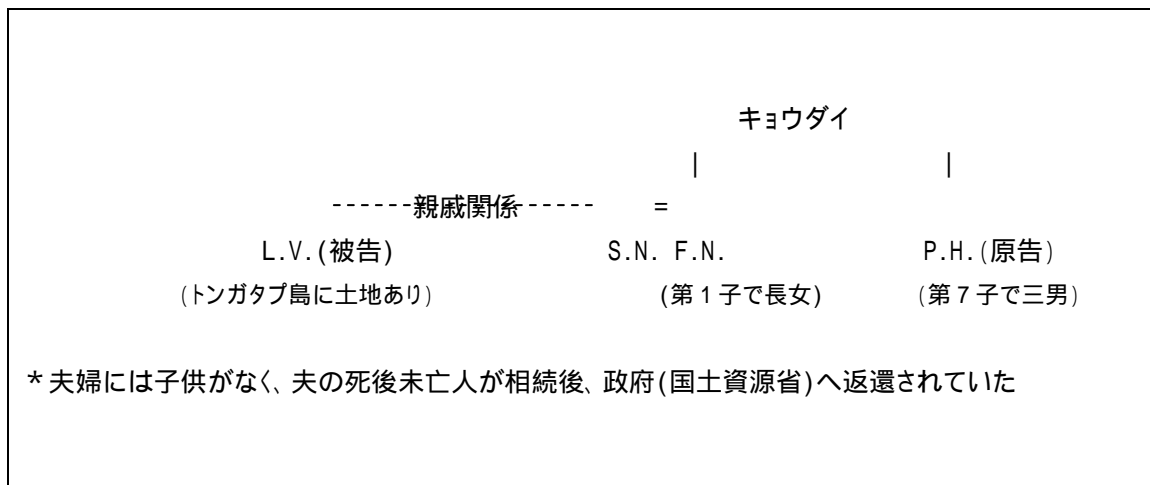 キョウダイ
| |
------親戚関係------ =
L.V.(被告) S.N. F.N. P.H.(原告)
(トンガタプ島に土地あり) (第1子で長女) (第7子で三男)
*夫婦には子供がなく、夫の死後未亡人が相続後、政府(国土資源省)へ返還されていた